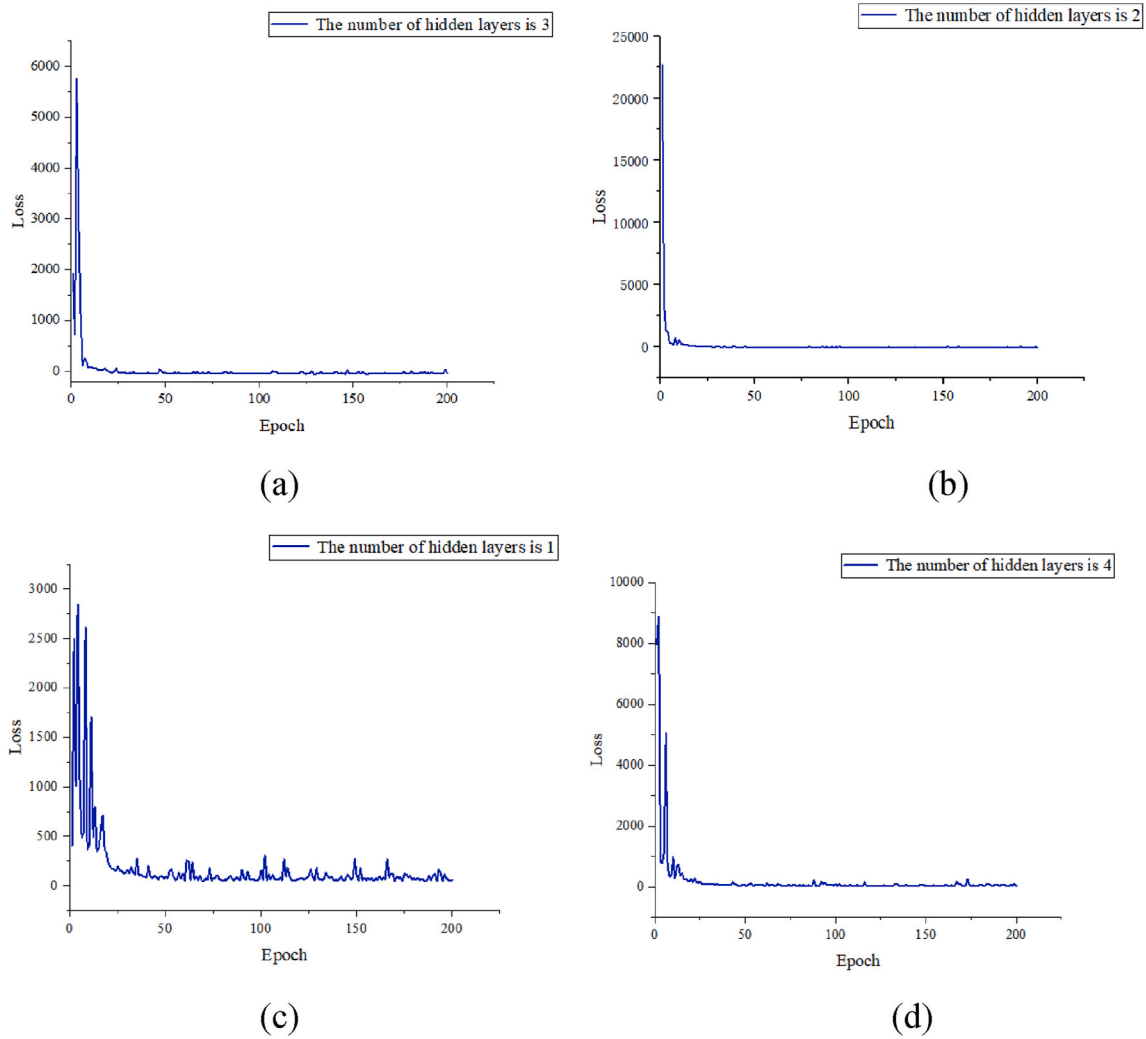 The number of hidden layers is 3
6000
5000
4000
3000
2000
1000
0
Loss
0 50 100 150 200
Epoch
(a)
The number of hidden layers is 2
25000
20000
15000
10000
5000
0
Loss
0 50 100 150 200
Epoch
(b)
The number of hidden layers is 1
3000
2500
2000
1500
1000
500
0
Loss
0 50 100 150 200
Epoch
(c)
The number of hidden layers is 4
10000
8000
6000
4000
2000
0
Loss
0 50 100 150 200
Epoch
(d)